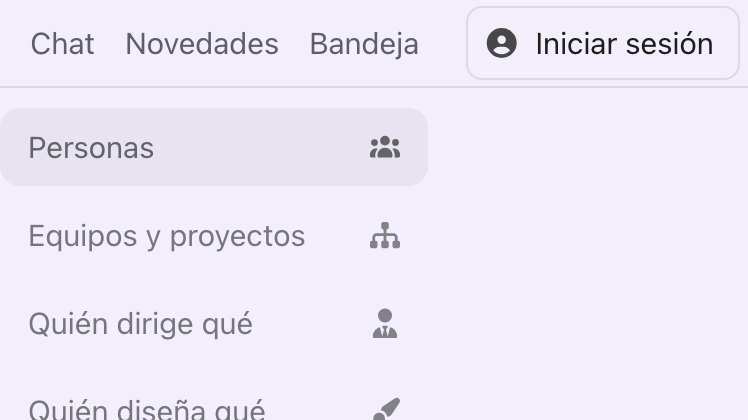 Chat Novedades Bandeja Iniciar sesión
Personas
Equipos y proyectos
Quién dirige qué
Quién diseña qué